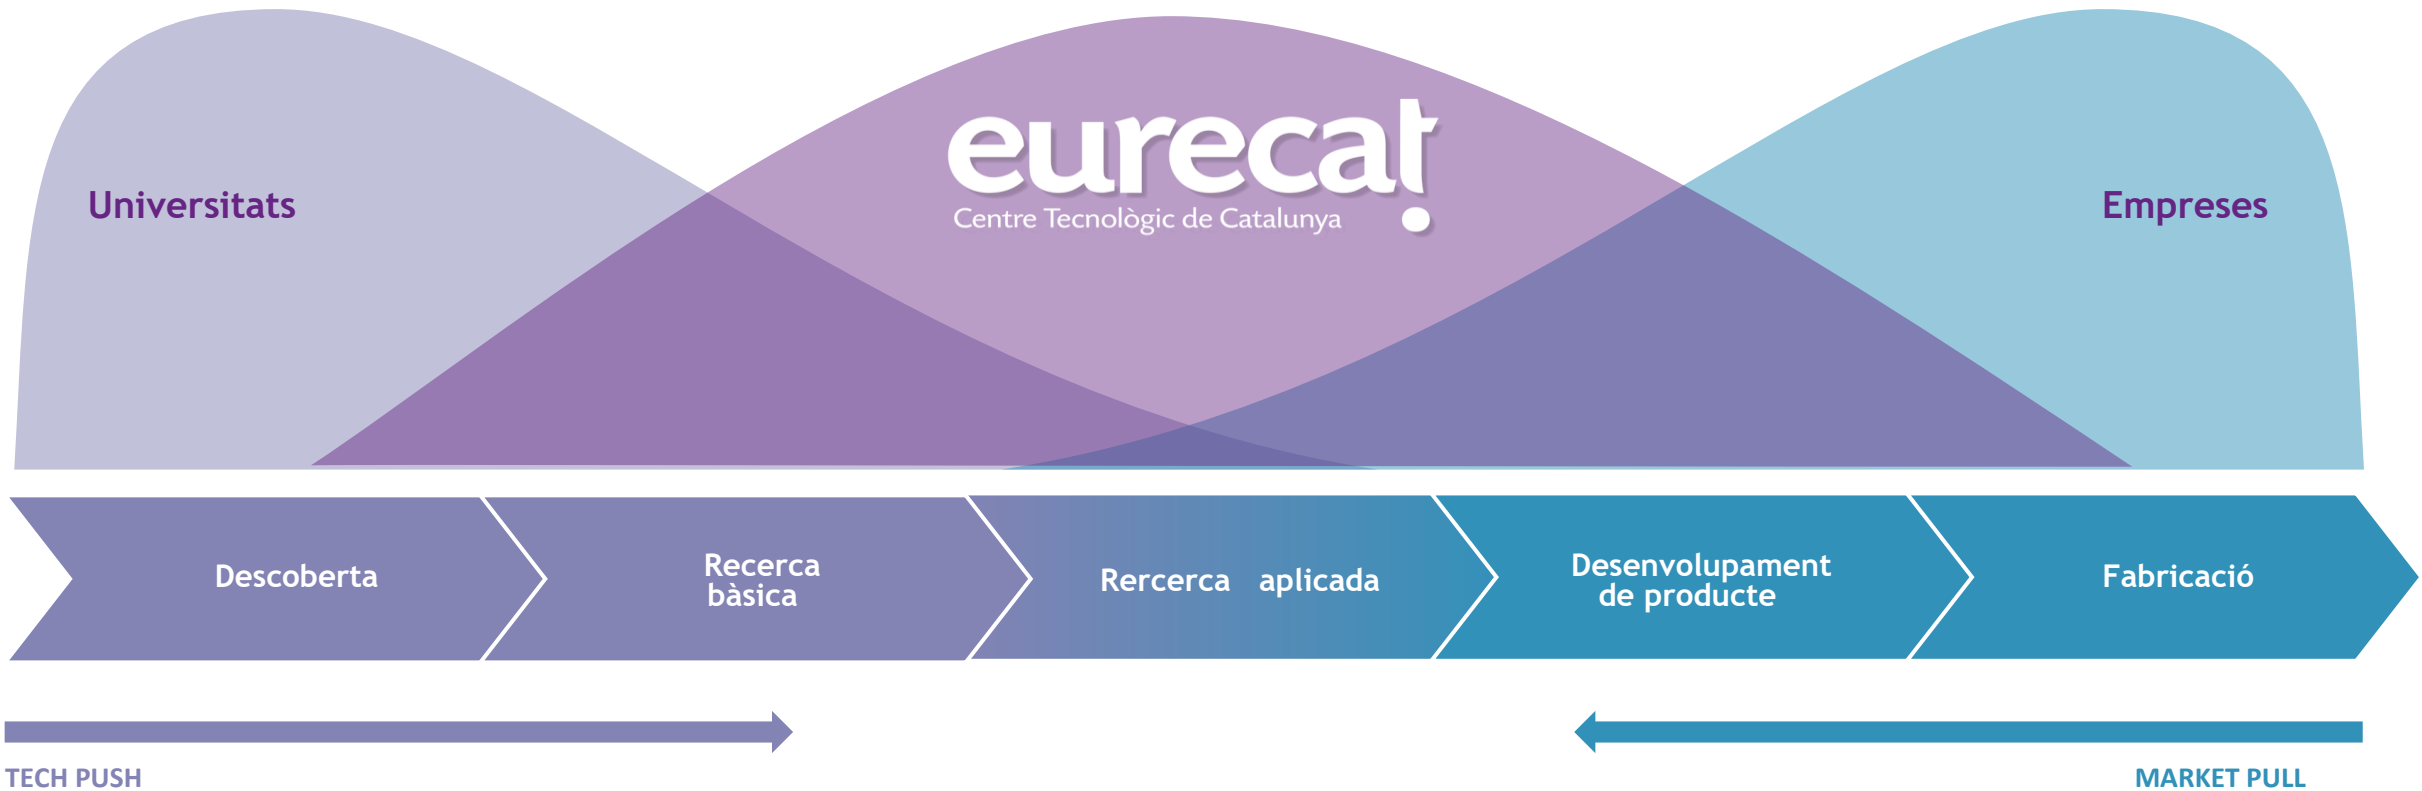 eurecat
Centre Tecnològic de Catalunya
Universitats
Empreses
Descoberta
Recerca
bàsica
Rercerca aplicada
Desenvolupament
de producte
Fabricació
TECH PUSH
MARKET PULL